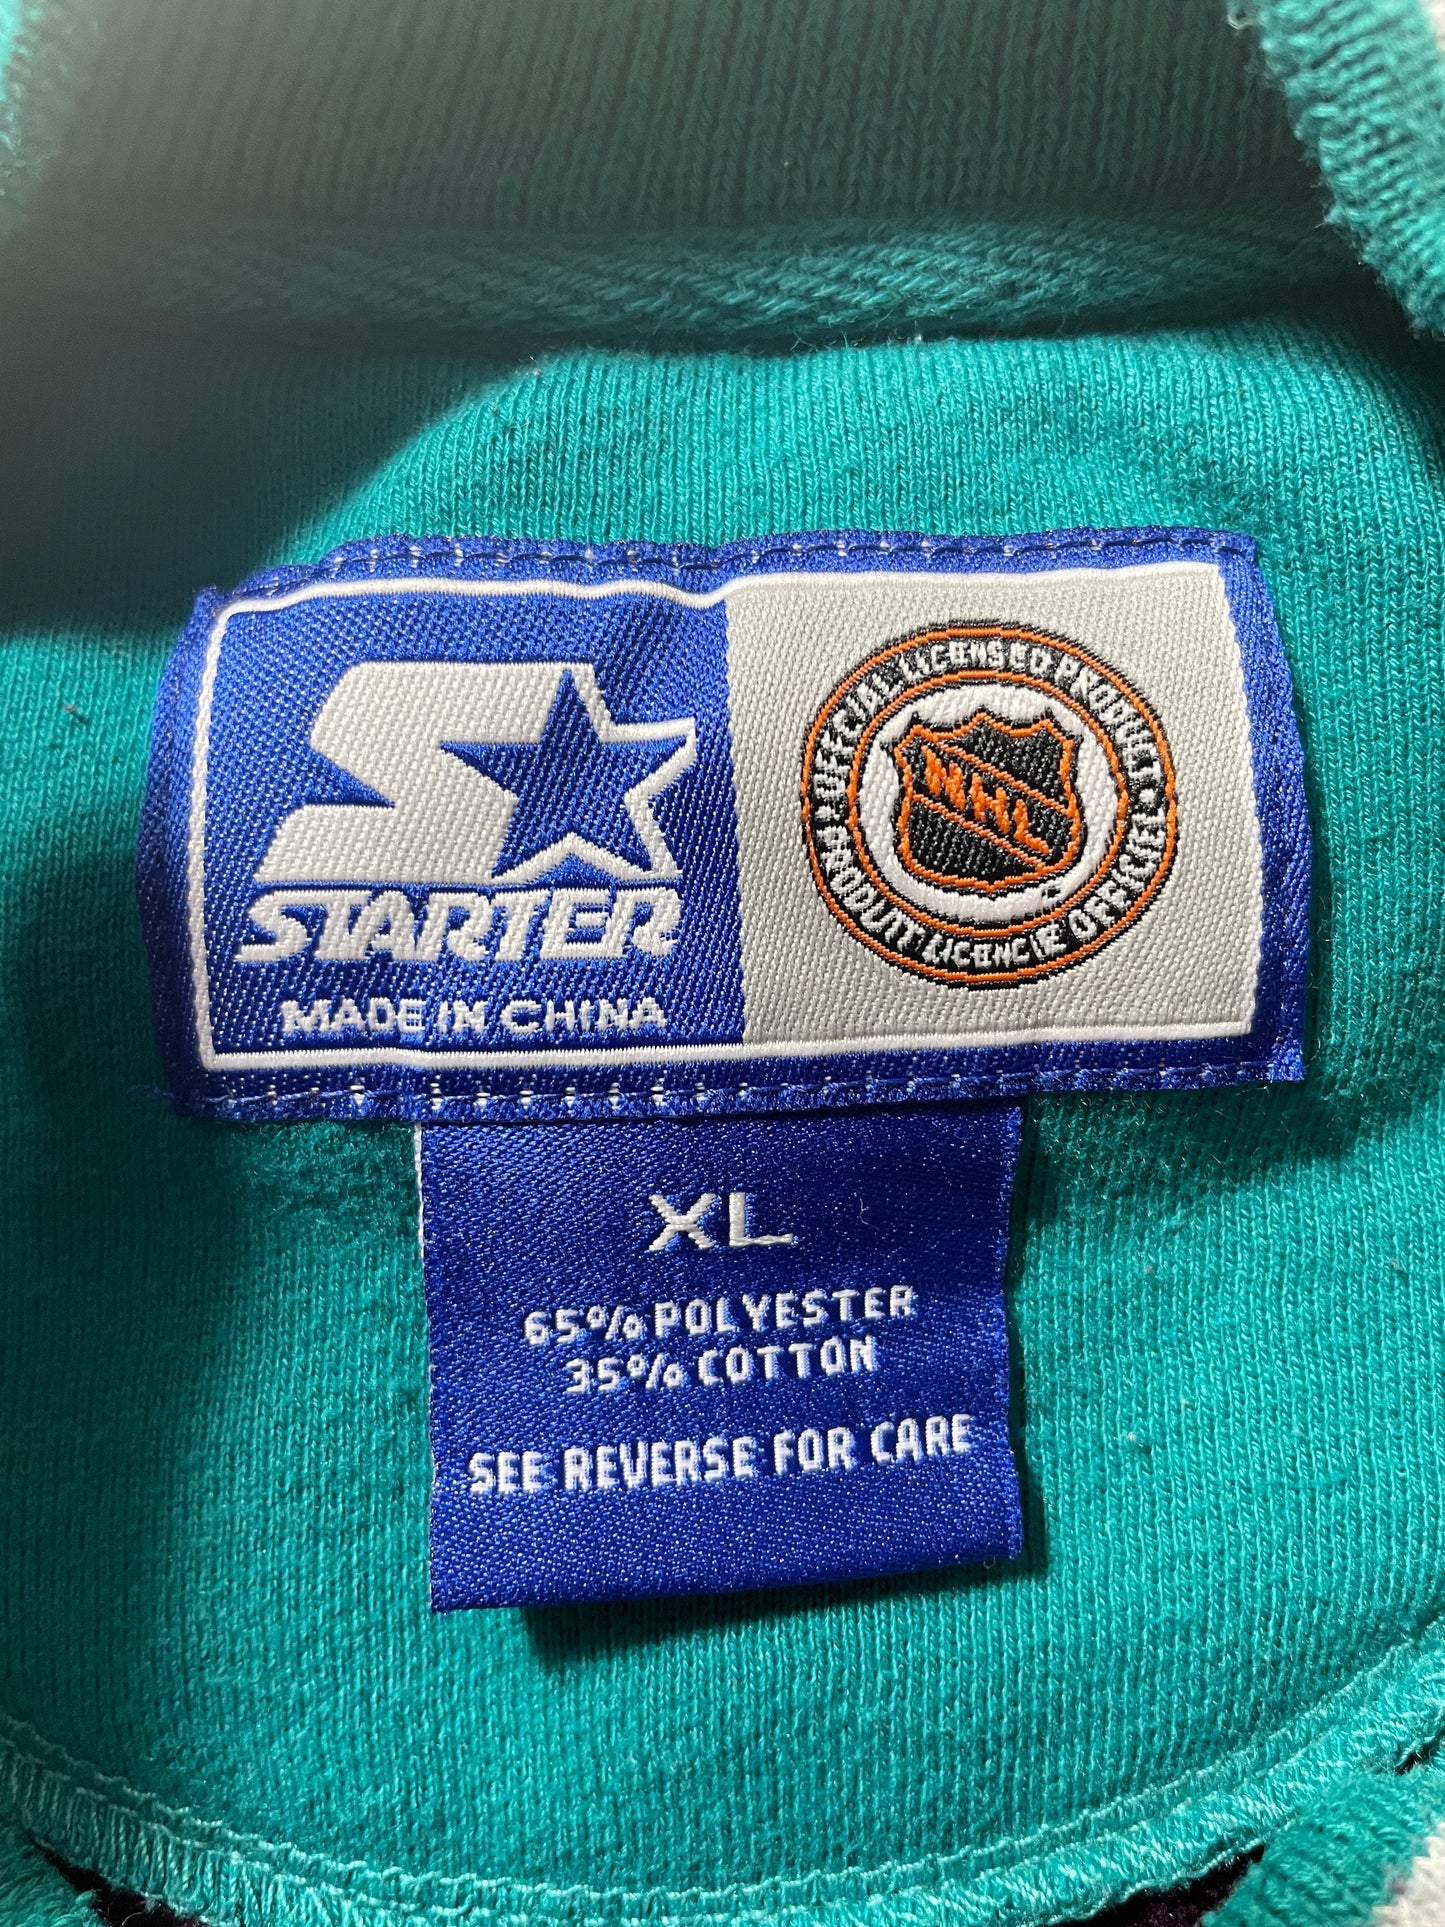 STARTER
MADE IN CHINA
OFFICIAL LICENSED PRODUCT
NHL
PRODUIT LICENCIE OFFICIEL
XL
65% POLYESTER
35% COTTON
SEE REVERSE FOR CARE